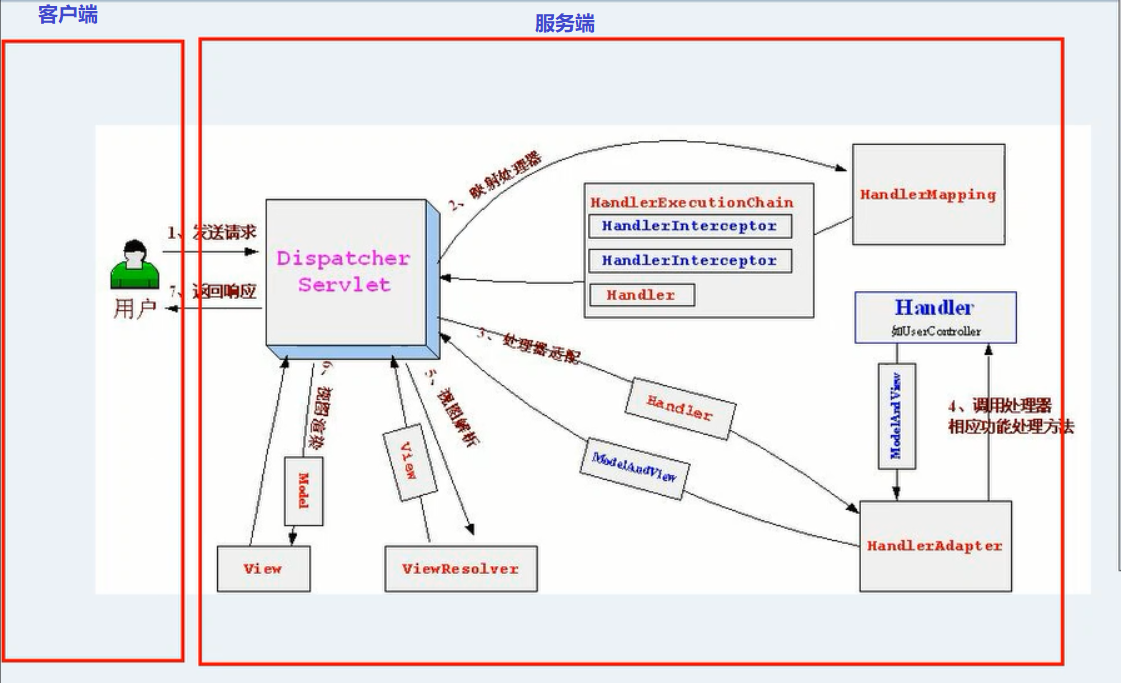 客户端
服务端
1、发送请求
7、返回响应
用户
Dispatcher
Servlet
2、映射处理器
HandlerExecutionChain
HandlerInterceptor
HandlerInterceptor
Handler
HandlerMapping
Handler
如UserController
3、处理器适配
Handler
ModelAndView
ModelAndView
4、调用处理器
相应功能处理方法
HandlerAdapter
5、视图解析
View
ViewResolver
6、视图渲染
Model
View